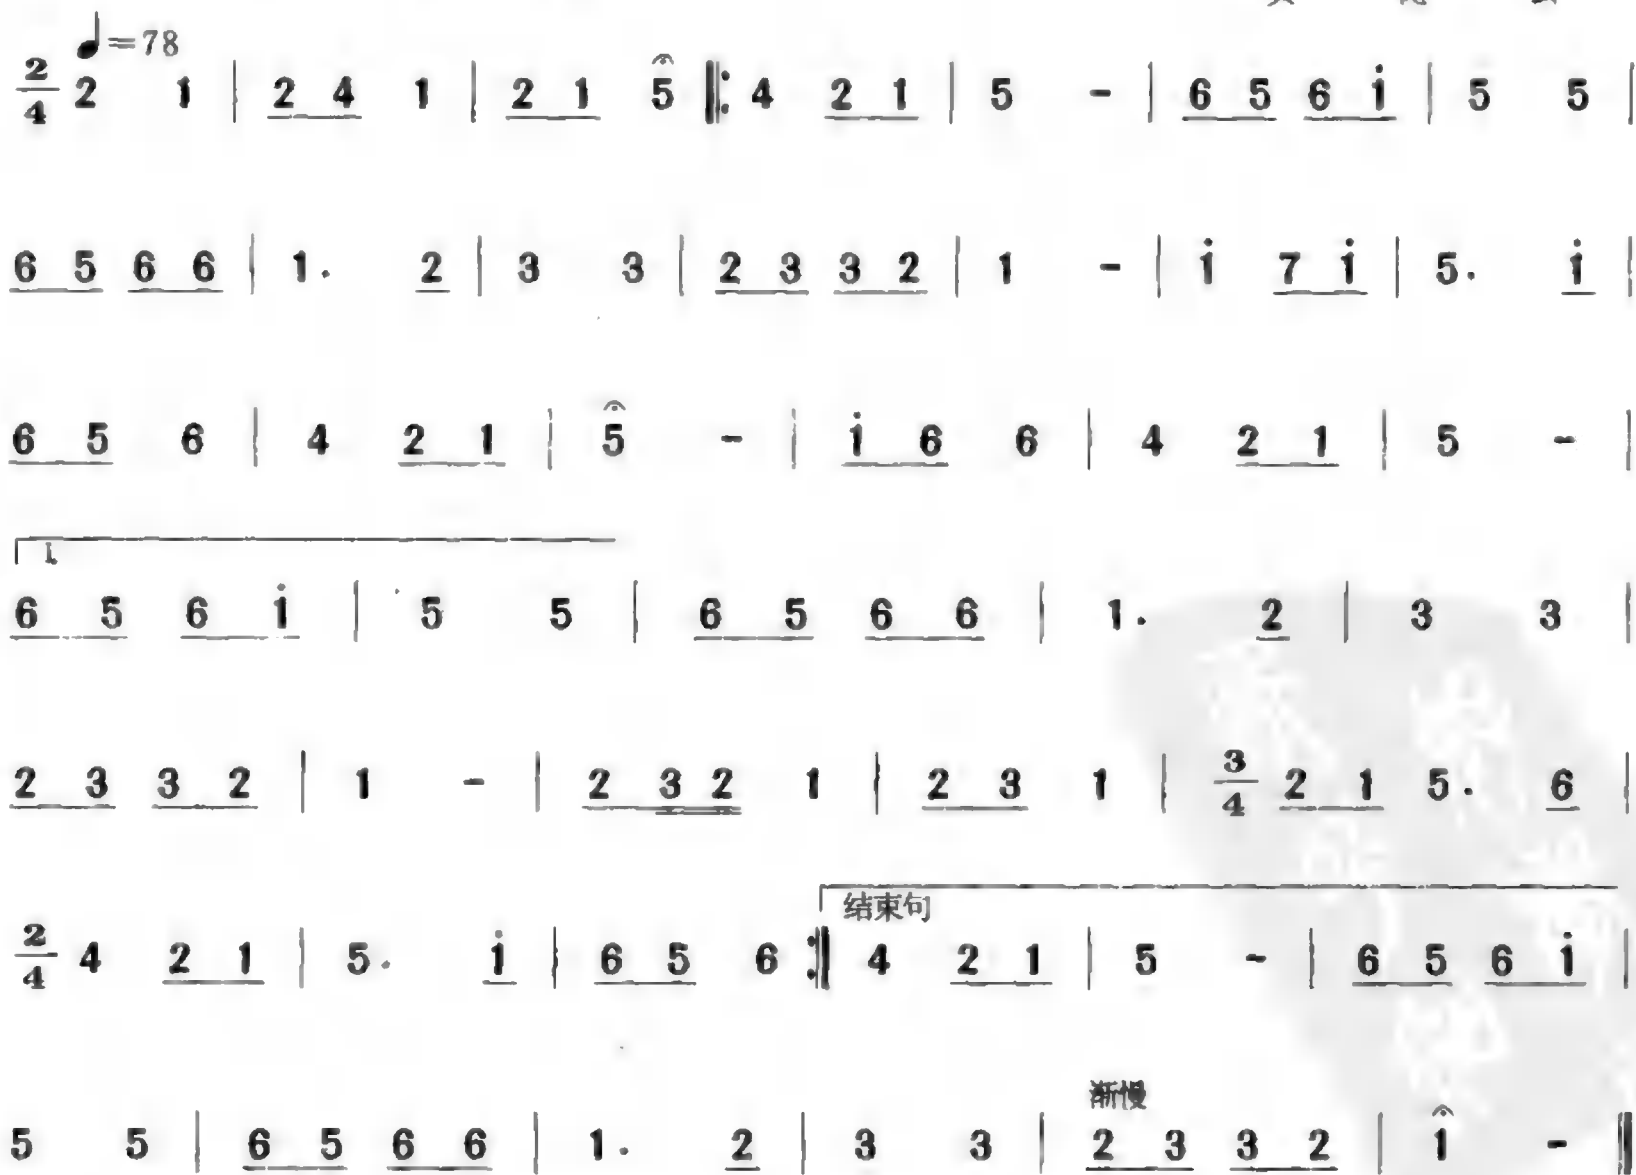 ♩=78
2/4 2 1 | 2 4 1 | 2 1 5 ‖: 4 2 1 | 5 - | 6 5 6 i | 5 5 |
6 5 6 6 | 1. 2 | 3 3 | 2 3 3 2 | 1 - | i 7 i | 5. i |
6 5 6 | 4 2 1 | 5 - | i 6 6 | 4 2 1 | 5 - |
1.
6 5 6 i | 5 5 | 6 5 6 6 | 1. 2 | 3 3 |
2 3 3 2 | 1 - | 2 3 2 1 | 2 3 1 | 3/4 2 1 5. 6 |
结束句
2/4 4 2 1 | 5. i | 6 5 6 :‖ 4 2 1 | 5 - | 6 5 6 i |
渐慢
5 5 | 6 5 6 6 | 1. 2 | 3 3 | 2 3 3 2 | 1 - ‖